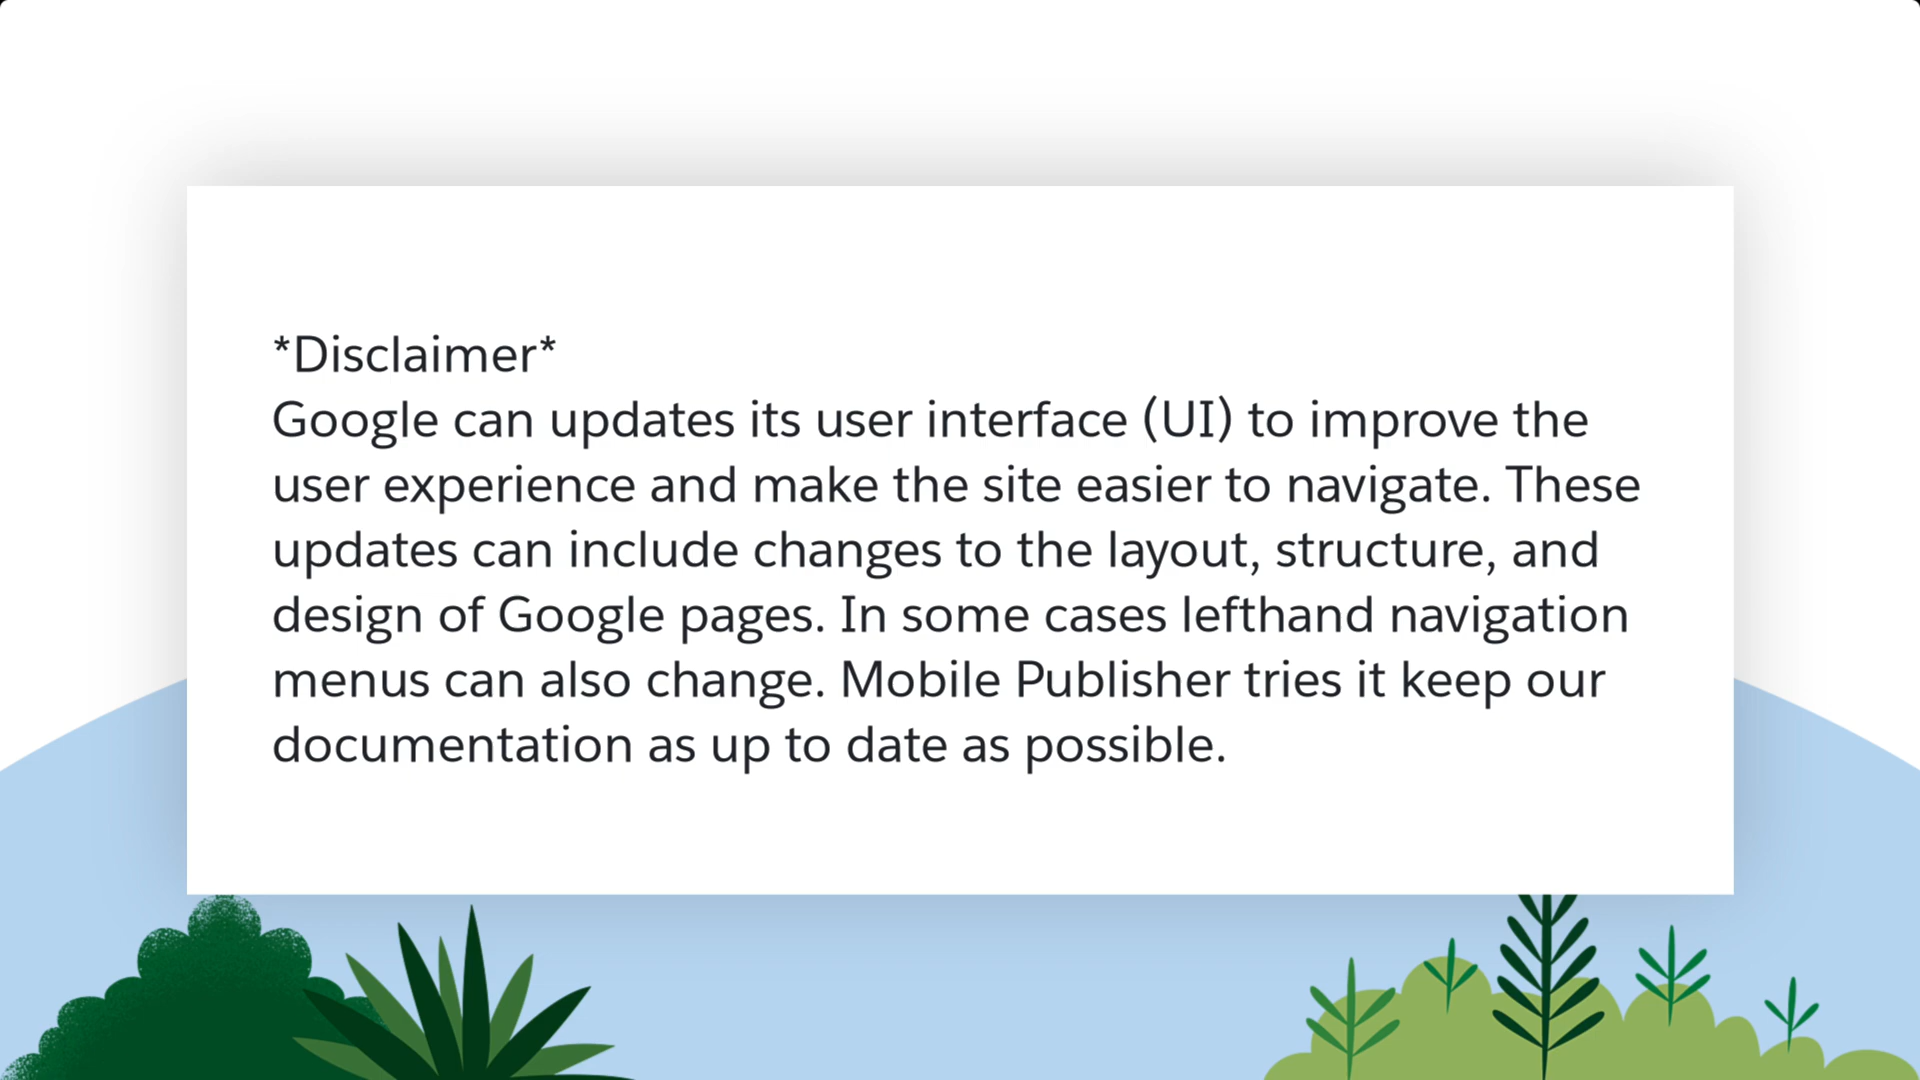 *Disclaimer*
Google can updates its user interface (UI) to improve the
user experience and make the site easier to navigate. These
updates can include changes to the layout, structure, and
design of Google pages. In some cases lefthand navigation
menus can also change. Mobile Publisher tries it keep our
documentation as up to date as possible.